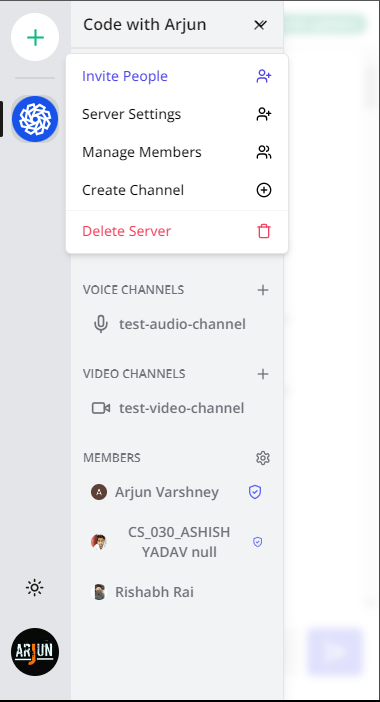 Code with Arjun
Invite People
Server Settings
Manage Members
Create Channel
Delete Server
VOICE CHANNELS
test-audio-channel
VIDEO CHANNELS
test-video-channel
MEMBERS
A
Arjun Varshney
CS_030_ASHISH
YADAV null
Rishabh Rai
ARJUN